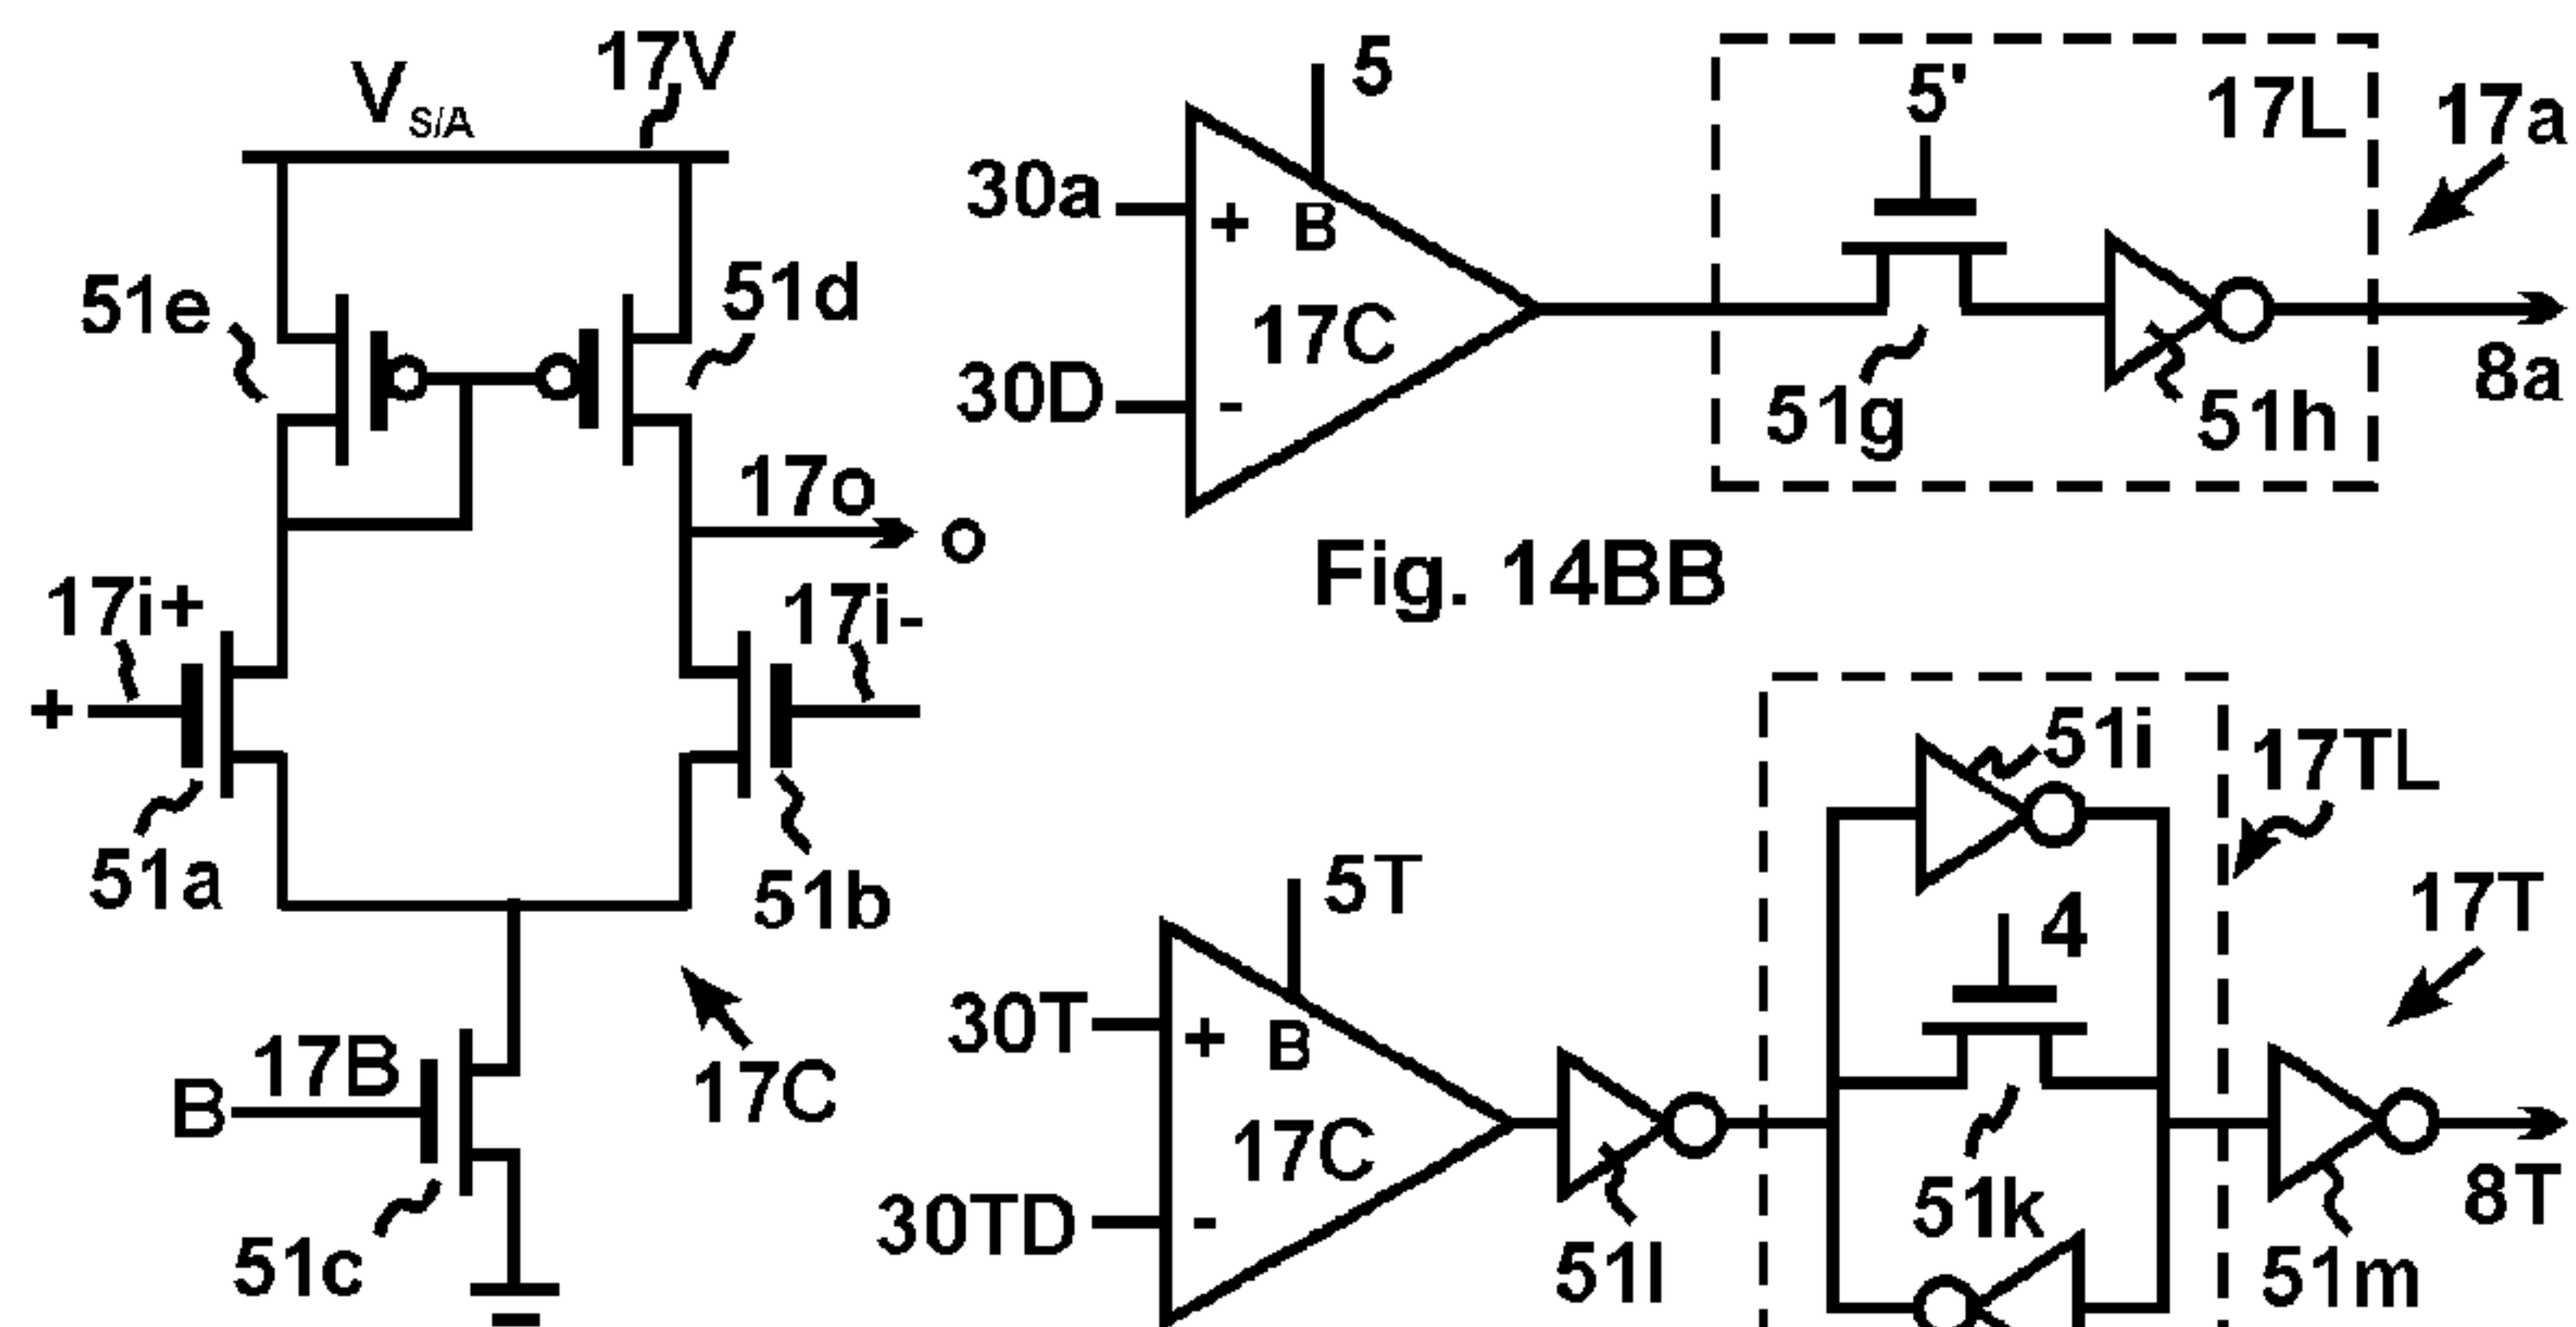 V S/A
17V
51e
51d
17o
o
17i+
17i-
+
51a
51b
B
17B
17C
51c
5
30a
+
B
30D
-
17C
5'
17L
17a
51g
51h
8a
Fig. 14BB
5T
30T
+
B
30TD
-
17C
51l
51i
17TL
4
17T
51k
51m
8T